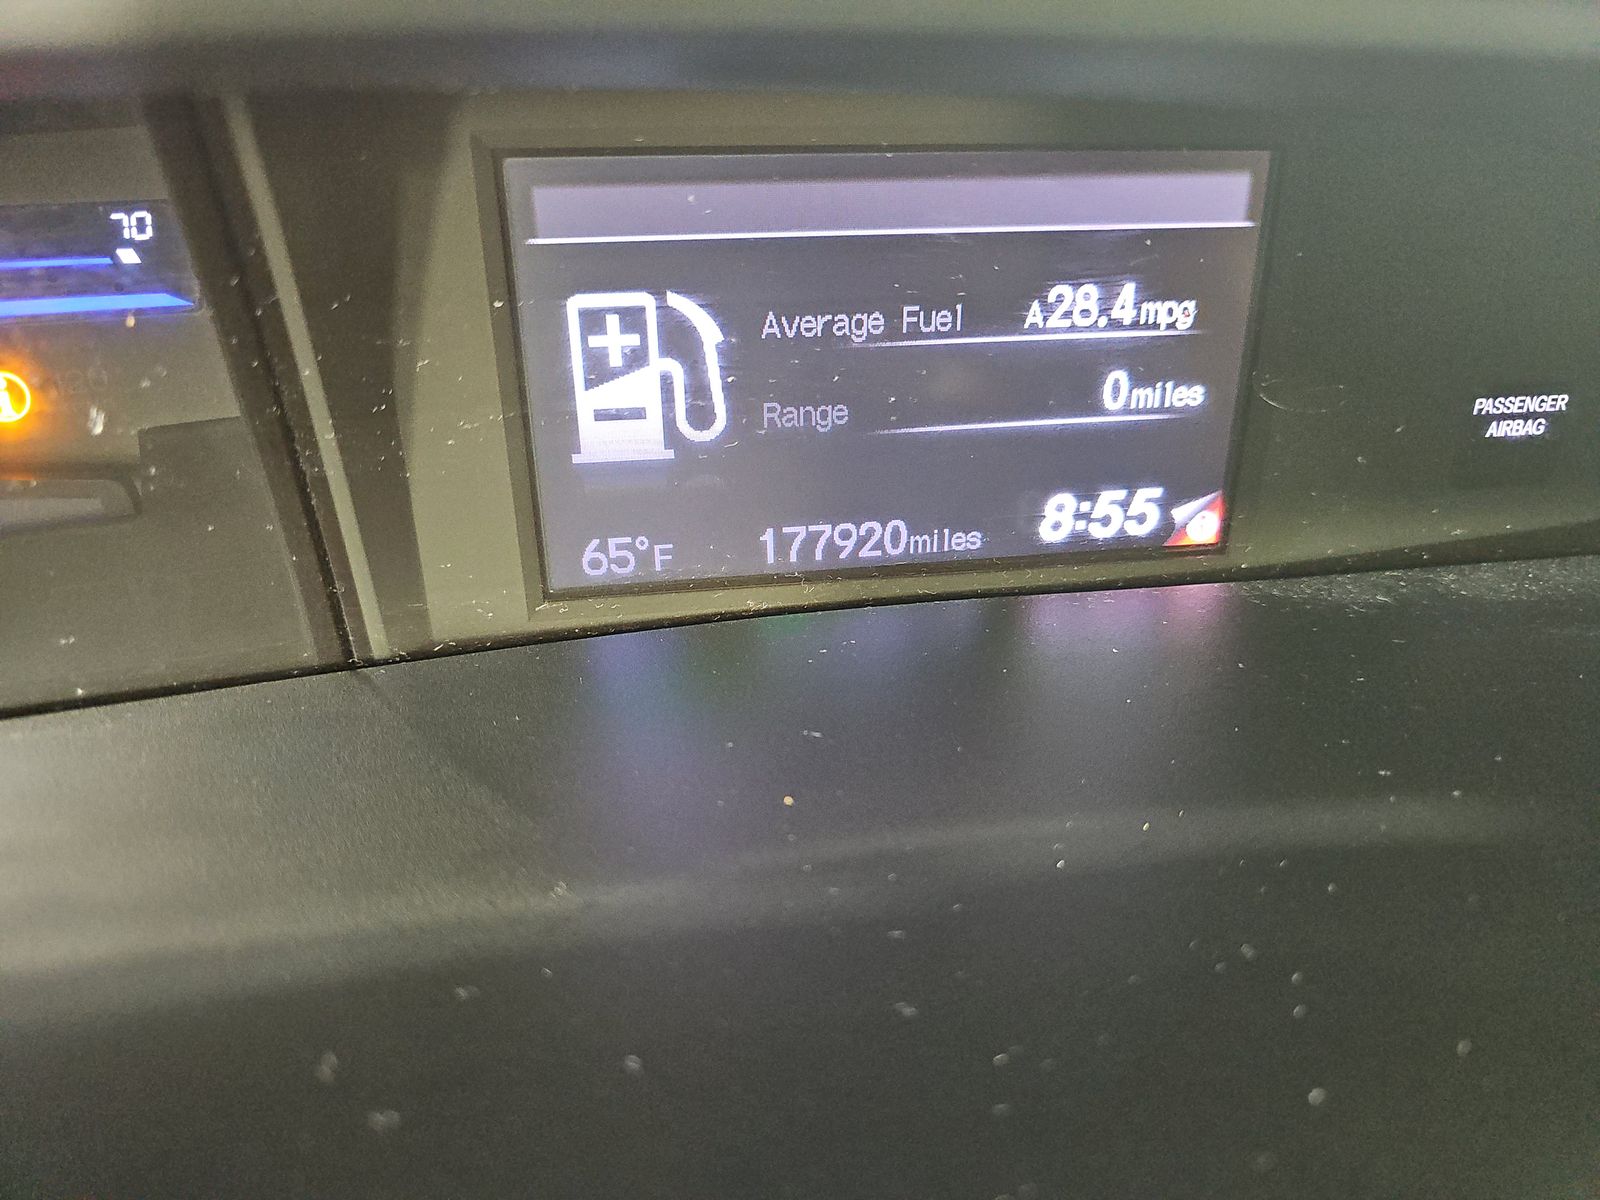 70
Average Fuel A28.4mpg
Range 0miles
65°F 177920miles 8:55
PASSENGER
AIRBAG